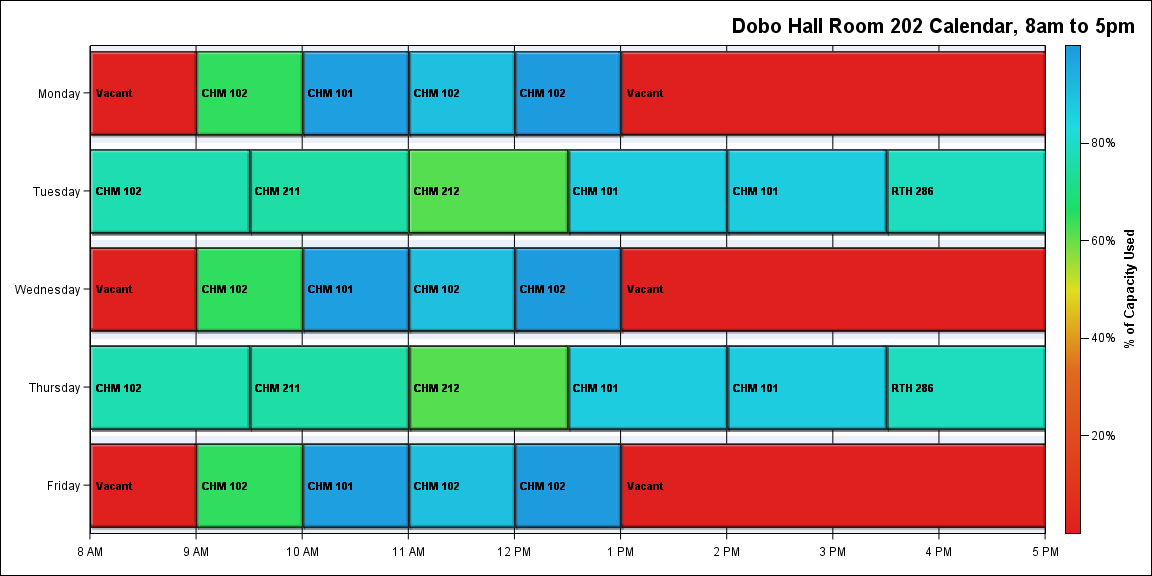 Dobo Hall Room 202 Calendar, 8am to 5pm
Monday
Vacant
CHM 102
CHM 101
CHM 102
CHM 102
Vacant
Tuesday
CHM 102
CHM 211
CHM 212
CHM 101
CHM 101
RTH 286
Wednesday
Vacant
CHM 102
CHM 101
CHM 102
CHM 102
Vacant
Thursday
CHM 102
CHM 211
CHM 212
CHM 101
CHM 101
RTH 286
Friday
Vacant
CHM 102
CHM 101
CHM 102
CHM 102
Vacant
8 AM
9 AM
10 AM
11 AM
12 PM
1 PM
2 PM
3 PM
4 PM
5 PM
80%
60%
40%
20%
% of Capacity Used